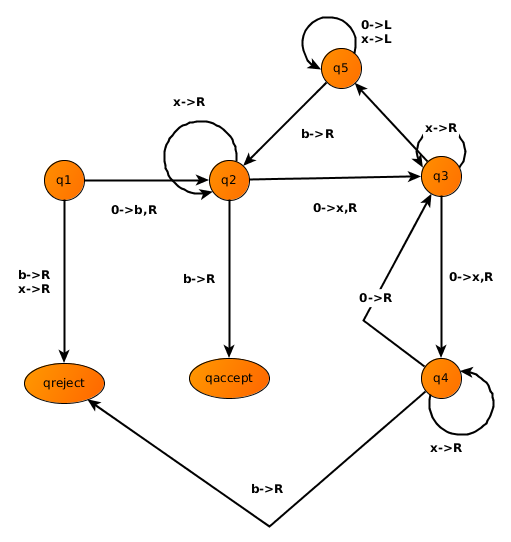 0->L
x->L
q5
x->R
b->R
x->R
q1
q2
q3
0->b,R
0->x,R
b->R
x->R
b->R
0->x,R
0->R
qreject
qaccept
q4
x->R
b->R